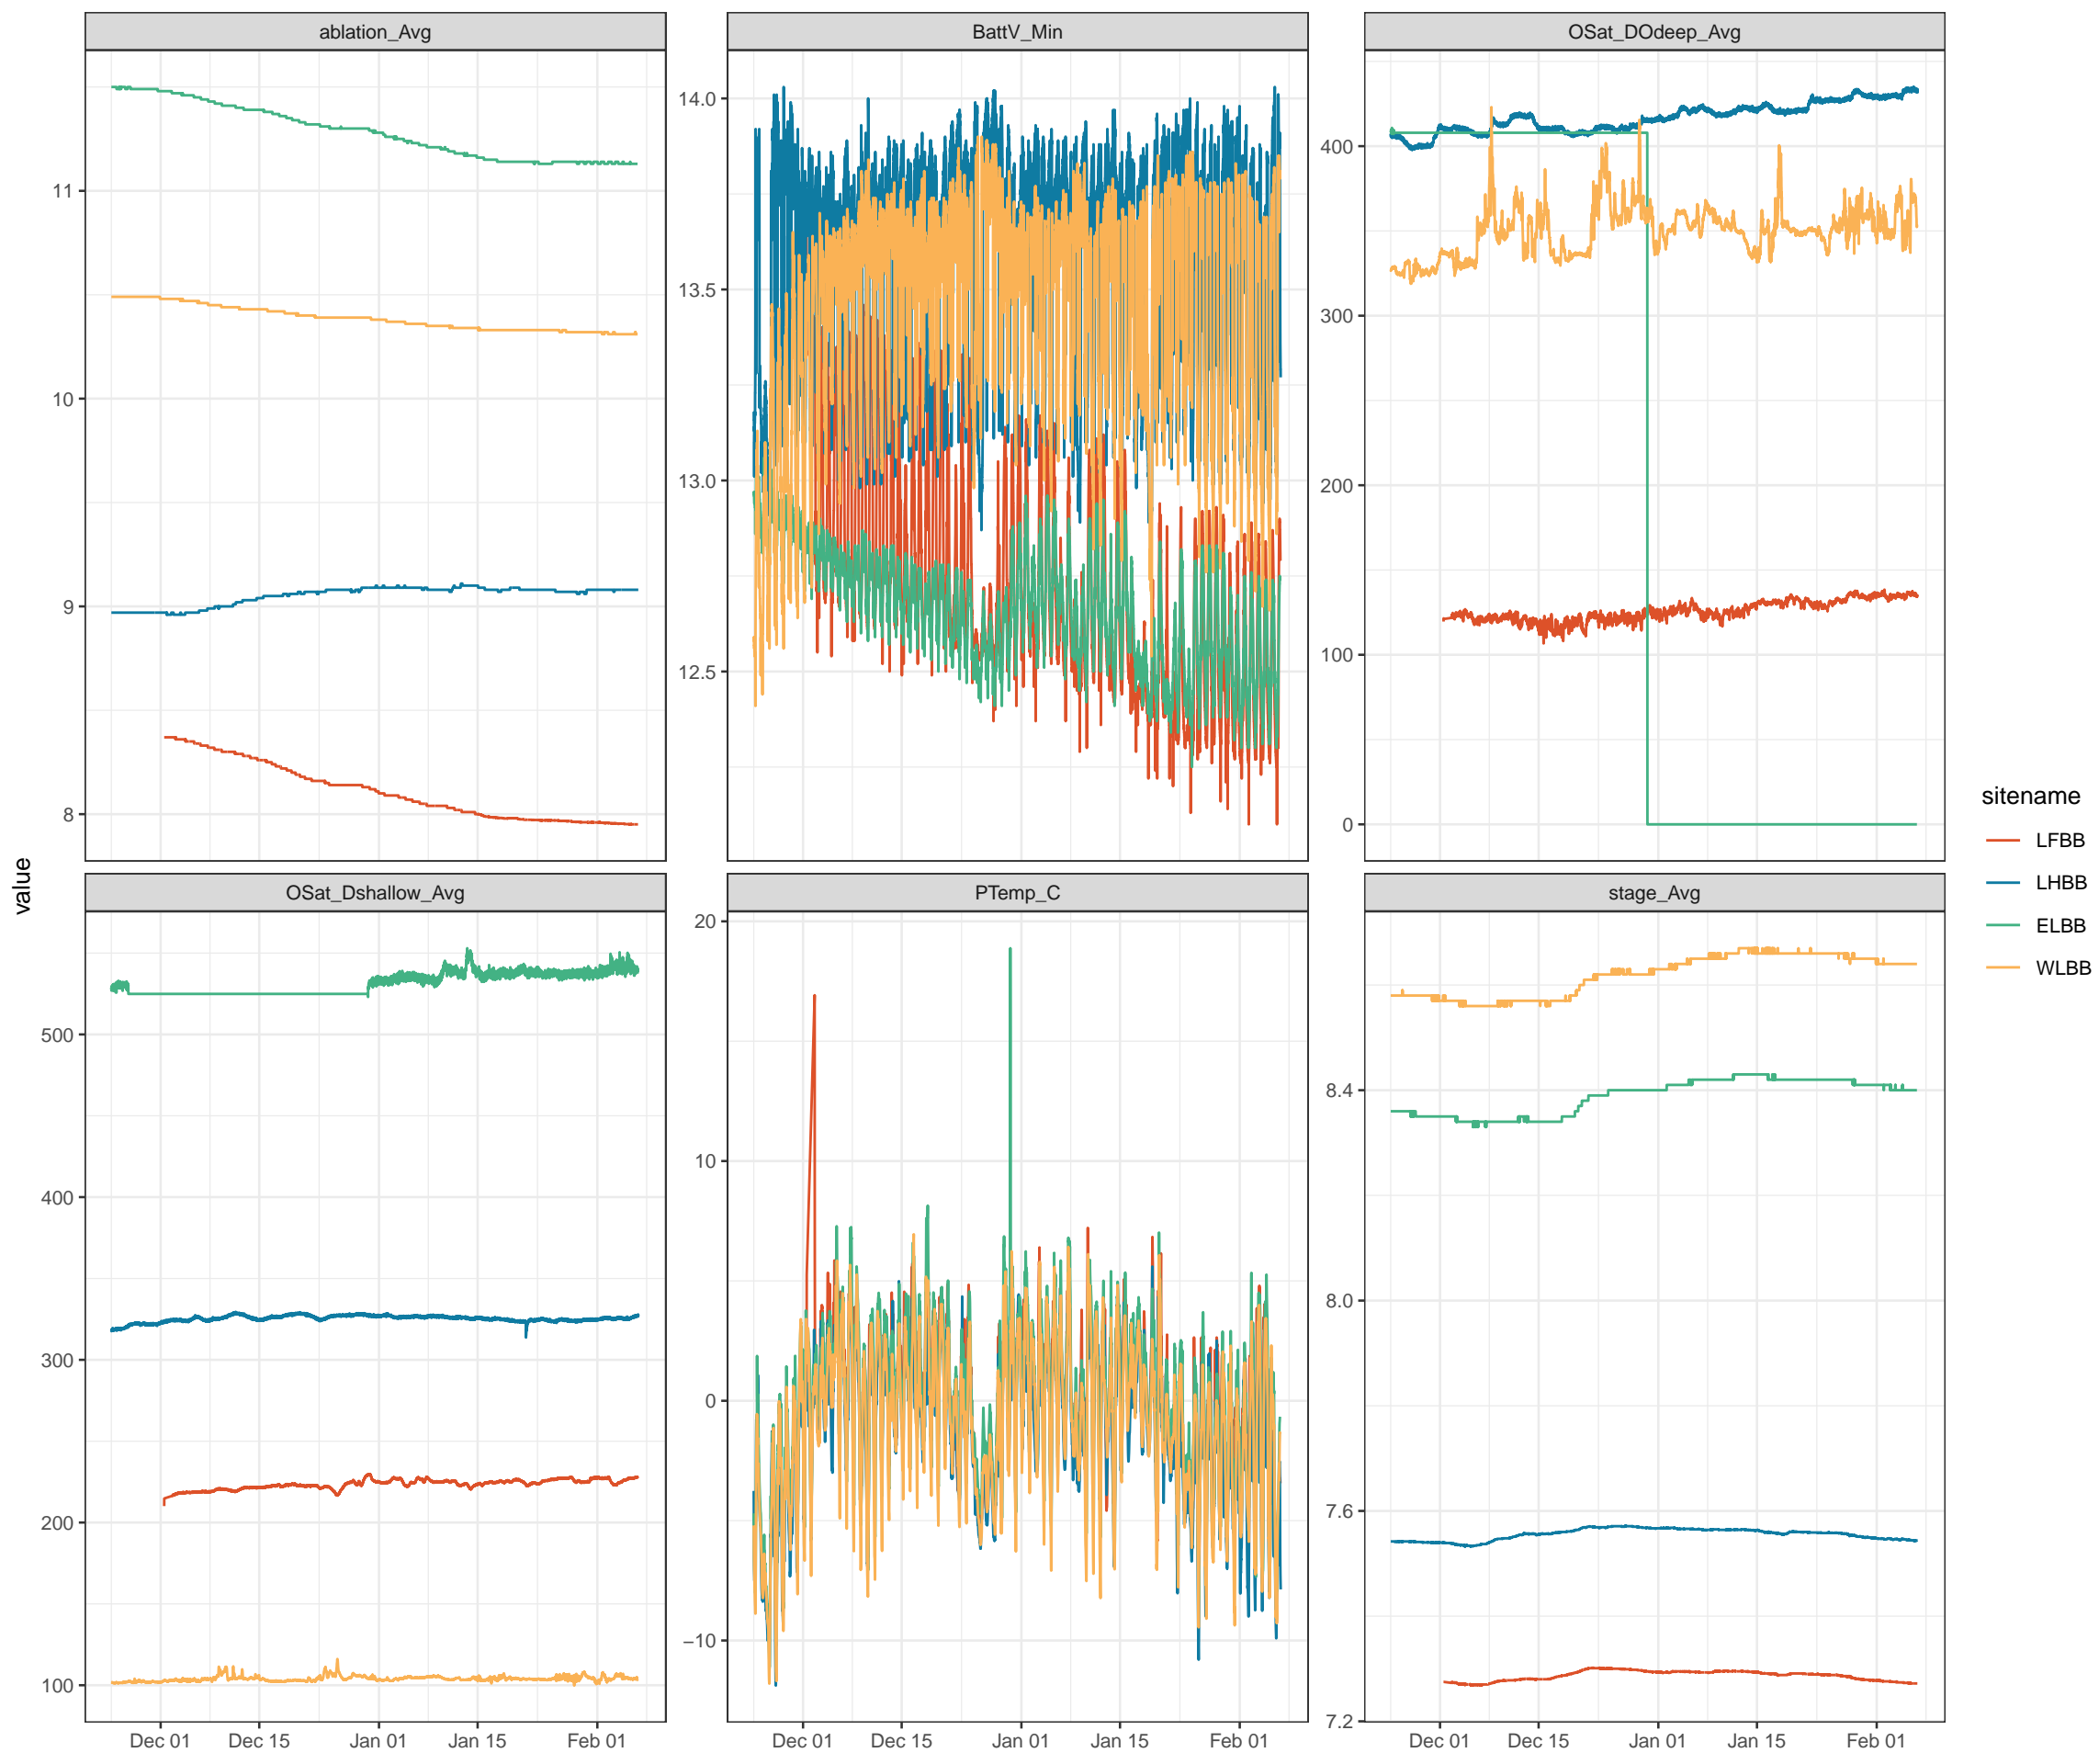 ablation_Avg
BattV_Min
OSat_DOdeep_Avg
11
10
9
8
14.0
13.5
13.0
12.5
400
300
200
100
0
value
OSat_Dshallow_Avg
PTemp_C
stage_Avg
500
400
300
200
100
20
10
0
−10
8.4
8.0
7.6
7.2
Dec 01 Dec 15 Jan 01 Jan 15 Feb 01
Dec 01 Dec 15 Jan 01 Jan 15 Feb 01
Dec 01 Dec 15 Jan 01 Jan 15 Feb 01
sitename
LFBB
LHBB
ELBB
WLBB